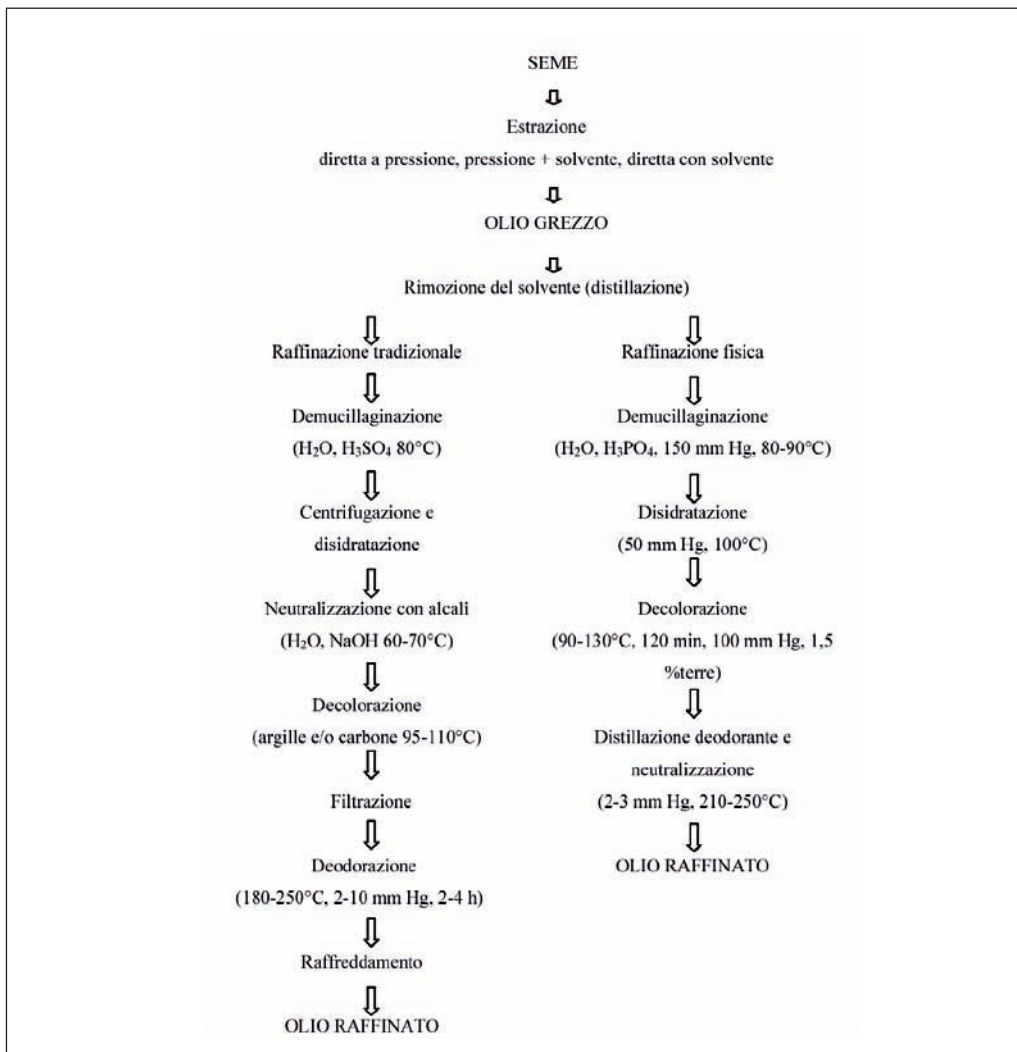 SEME
Estrazione
diretta a pressione, pressione + solvente, diretta con solvente
OLIO GREZZO
Rimozione del solvente (distillazione)
Raffinazione tradizionale
Demucillaginazione
(H₂O, H₃SO₄ 80°C)
Centrifugazione e
disidratazione
Neutralizzazione con alcali
(H₂O, NaOH 60-70°C)
Decolorazione
(argille e/o carbone 95-110°C)
Filtrazione
Deodorazione
(180-250°C, 2-10 mm Hg, 2-4 h)
Raffreddamento
OLIO RAFFINATO
Raffinazione fisica
Demucillaginazione
(H₂O, H₃PO₄, 150 mm Hg, 80-90°C)
Disidratazione
(50 mm Hg, 100°C)
Decolorazione
(90-130°C, 120 min, 100 mm Hg, 1,5
%terre)
Distillazione deodorante e
neutralizzazione
(2-3 mm Hg, 210-250°C)
OLIO RAFFINATO